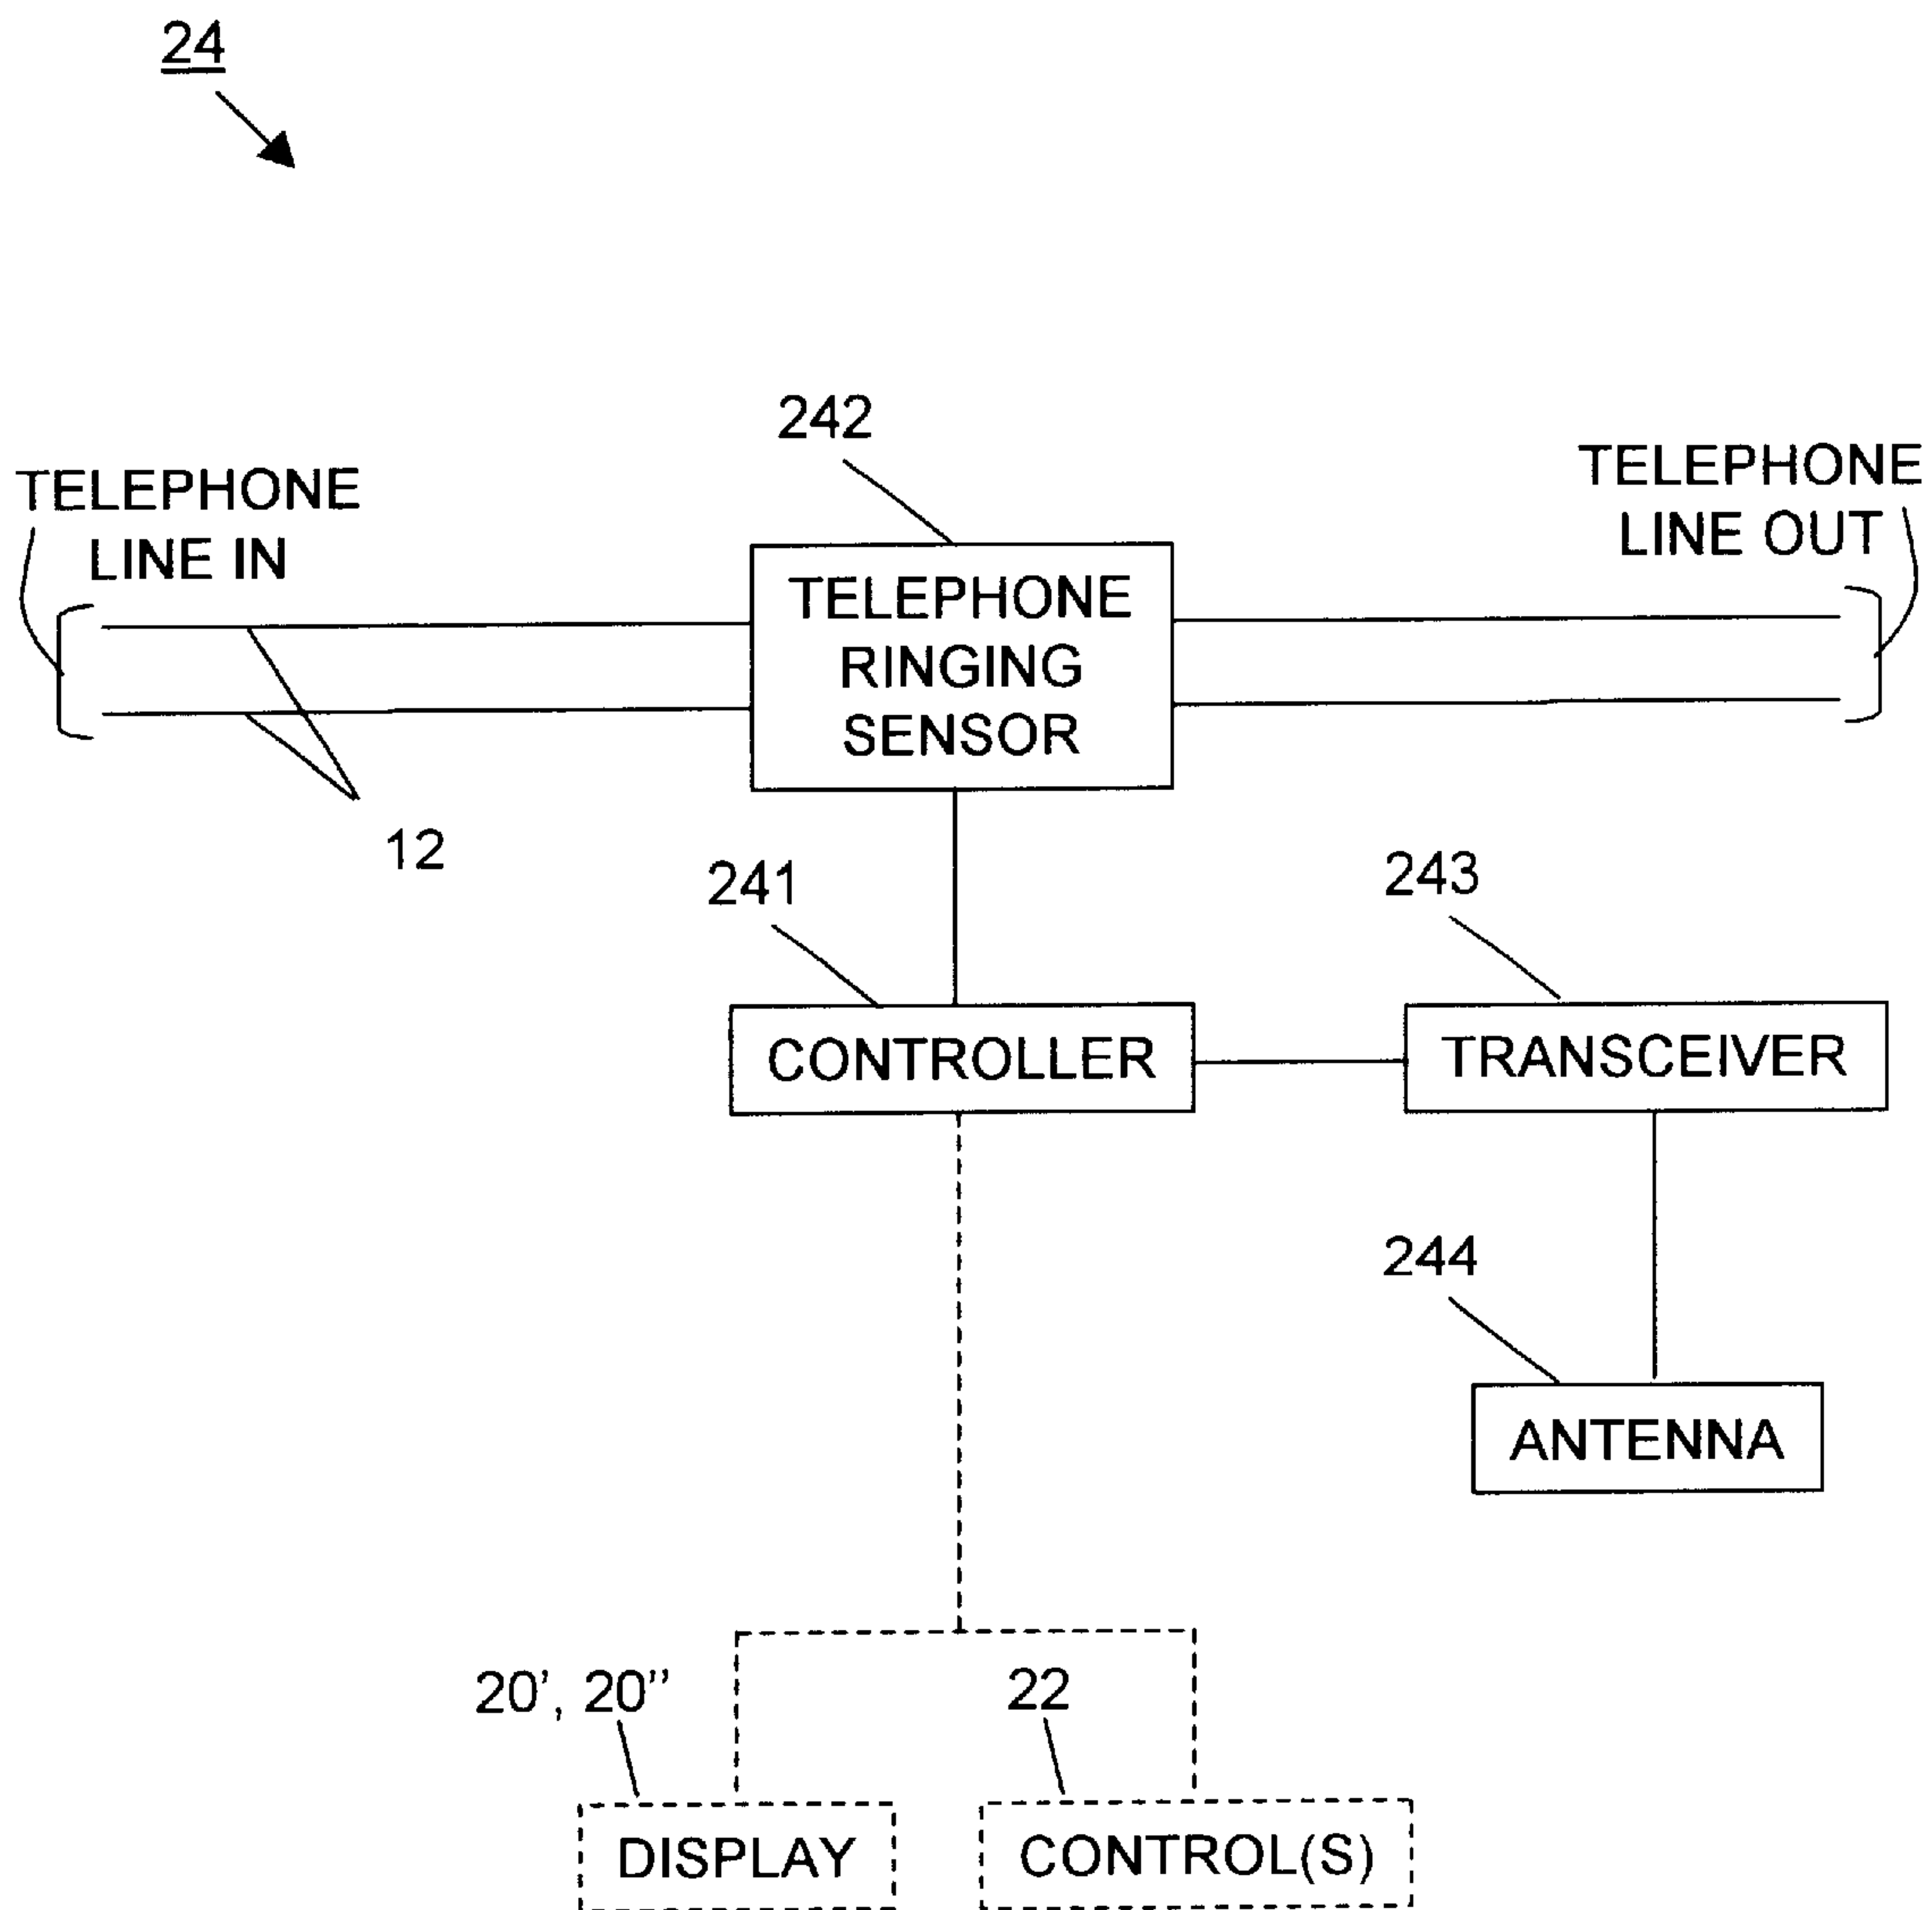 24
242
TELEPHONE
LINE IN
TELEPHONE
LINE OUT
TELEPHONE
RINGING
SENSOR
12
241
243
CONTROLLER
TRANSCEIVER
244
ANTENNA
20', 20"
22
DISPLAY
CONTROL(S)